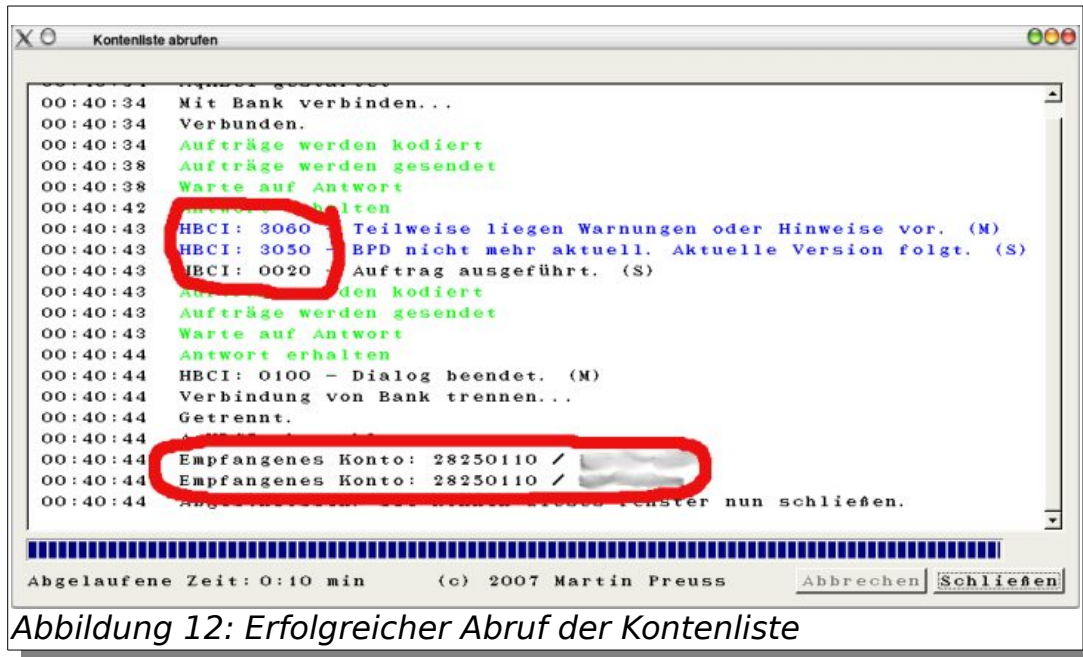 Kontenliste abrufen
00:40:34 Mit Bank verbinden...
00:40:34 Verbunden.
00:40:34 Aufträge werden kodiert
00:40:38 Aufträge werden gesendet
00:40:38 Warte auf Antwort
00:40:42 Antwort erhalten
00:40:43 HBCI: 3060 - Teilweise liegen Warnungen oder Hinweise vor. (M)
00:40:43 HBCI: 3050 - BPD nicht mehr aktuell. Aktuelle Version folgt. (S)
00:40:43 HBCI: 0020 - Auftrag ausgeführt. (S)
00:40:43 Aufträge werden kodiert
00:40:43 Aufträge werden gesendet
00:40:43 Warte auf Antwort
00:40:44 Antwort erhalten
00:40:44 HBCI: 0100 - Dialog beendet. (M)
00:40:44 Verbindung von Bank trennen...
00:40:44 Getrennt.
00:40:44
00:40:44 Empfangenes Konto: 28250110 /
00:40:44 Empfangenes Konto: 28250110 /
00:40:44 Fenster nun schließen.
Abgelaufene Zeit: 0:10 min (c) 2007 Martin Preuss Abbrechen Schließen
Abbildung 12: Erfolgreicher Abruf der Kontenliste